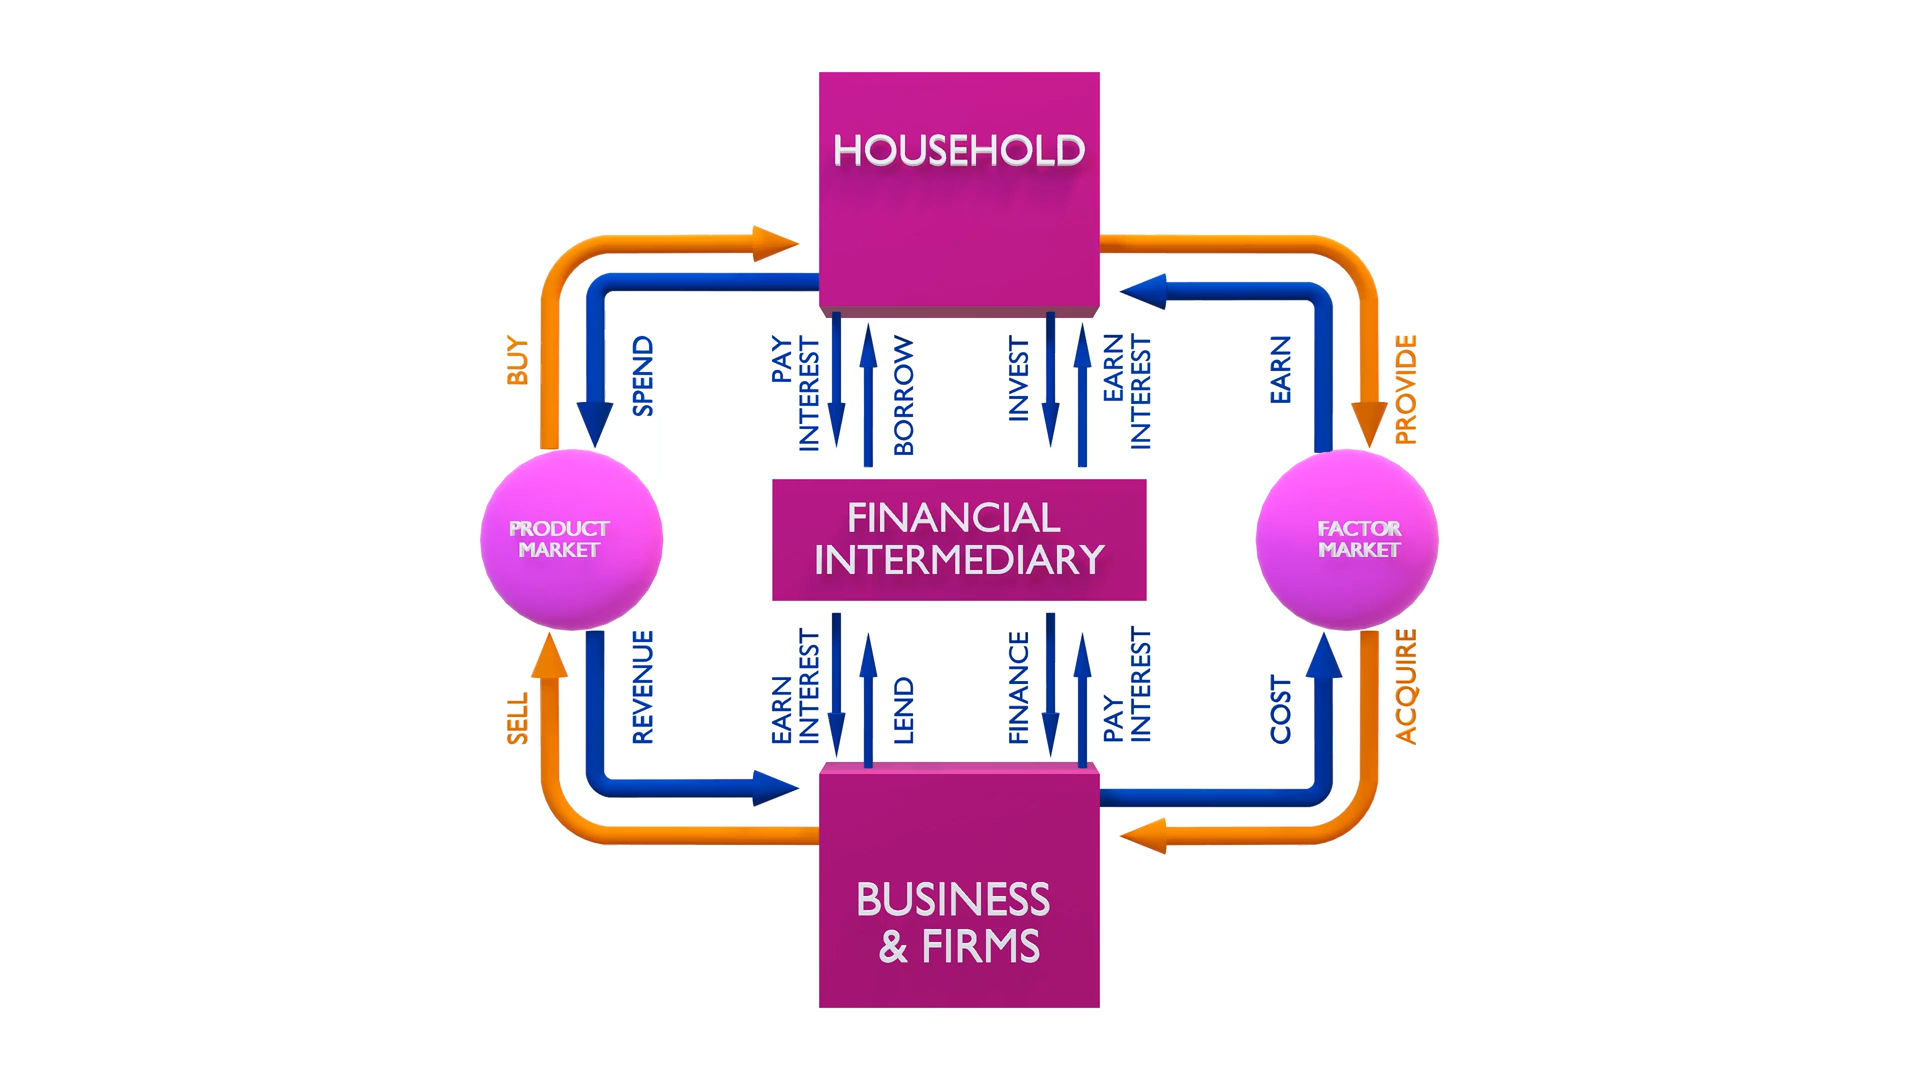 HOUSEHOLD
BUY
SPEND
PAY
INTEREST
BORROW
INVEST
EARN
INTEREST
EARN
PROVIDE
PRODUCT
MARKET
FINANCIAL
INTERMEDIARY
FACTOR
MARKET
SELL
REVENUE
EARN
INTEREST
LEND
FINANCE
PAY
INTEREST
COST
ACQUIRE
BUSINESS
& FIRMS